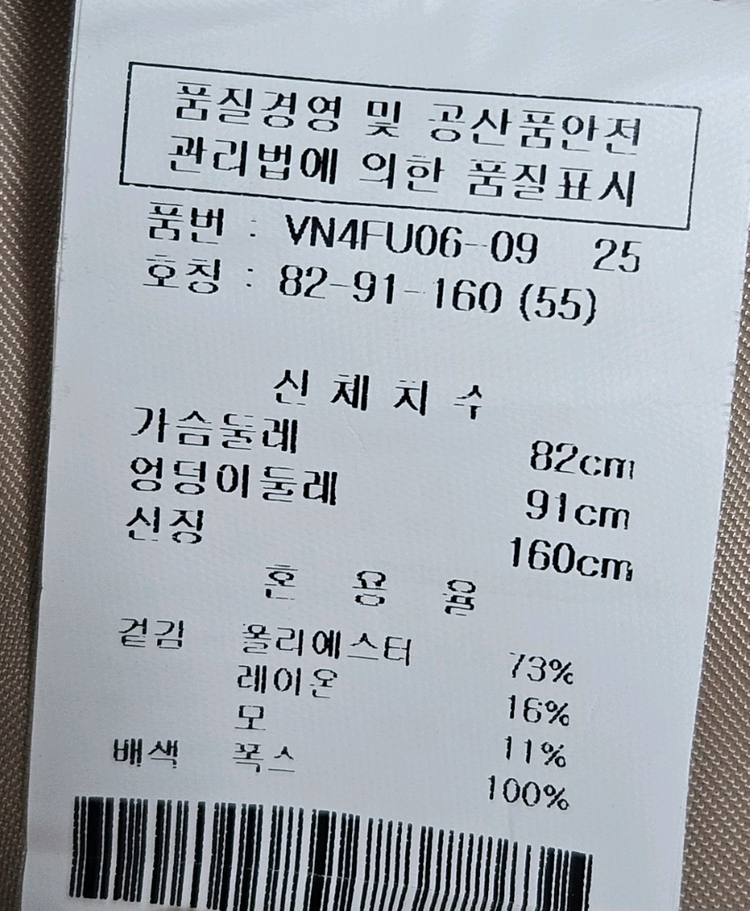 품질경영 및 공산품안전
관리법에 의한 품질표시
품번 : VN4FU06-09 25
호칭 : 82-91-160 (55)
신체치수
가슴둘레 82cm
엉덩이둘레 91cm
신장 160cm
혼용율
겉감 폴리에스터 73%
레이온 16%
모 11%
배색 폭스 100%